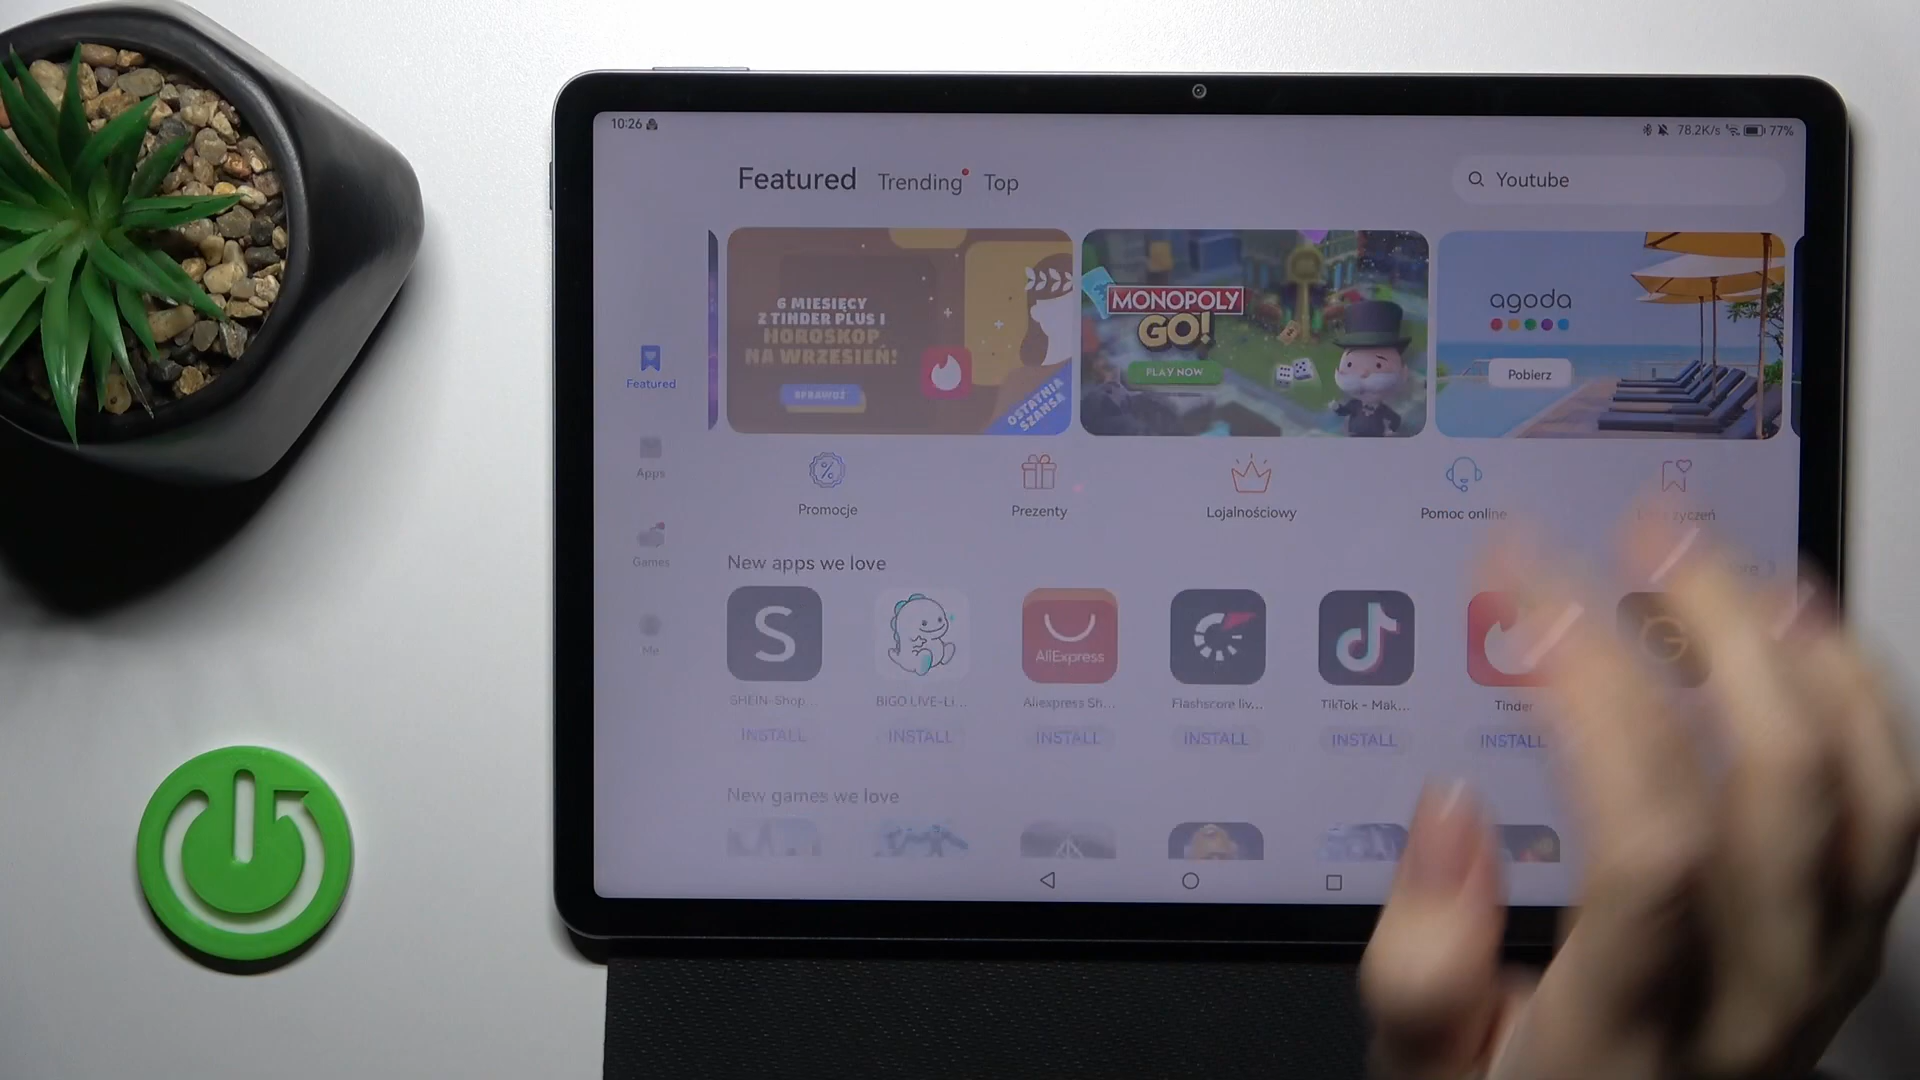 10:26
78.2K/s 77%
Featured Trending Top
Youtube
6 MIESIĘCY
Z TINDER PLUS I
HOROSKOP
NA WRZESIEŃ!
SPRAWDŹ
OSTATNIA
SZANSA
MONOPOLY
GO!
PLAY NOW
agoda
Pobierz
Featured
Apps
Games
Me
Promocje
Prezenty
Lojalnościowy
Pomoc online
życzeń
New apps we love
S
AliExpress
SHEIN-Shop...
BIGO LIVE-Li...
Aliexpress Sh...
Flashscore liv...
TikTok - Mak...
Tinder
INSTALL
INSTALL
INSTALL
INSTALL
INSTALL
INSTALL
New games we love